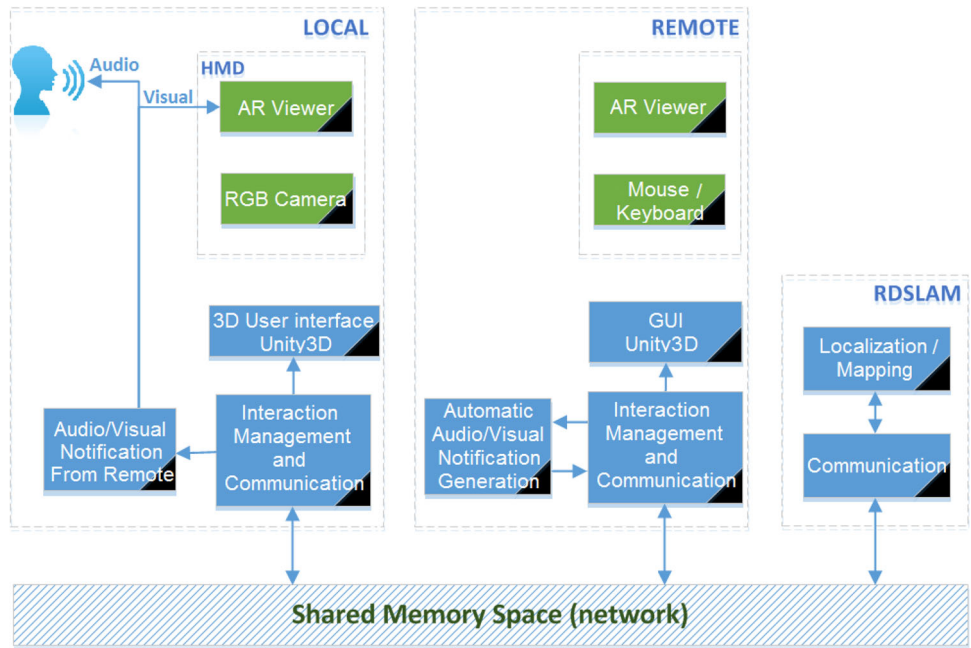 LOCAL
Audio
HMD
Visual
AR Viewer
RGB Camera
3D User interface
Unity3D
Audio/Visual
Notification
From Remote
Interaction
Management
and
Communication
REMOTE
AR Viewer
Mouse /
Keyboard
GUI
Unity3D
Automatic
Audio/Visual
Notification
Generation
Interaction
Management
and
Communication
RDSLAM
Localization /
Mapping
Communication
Shared Memory Space (network)